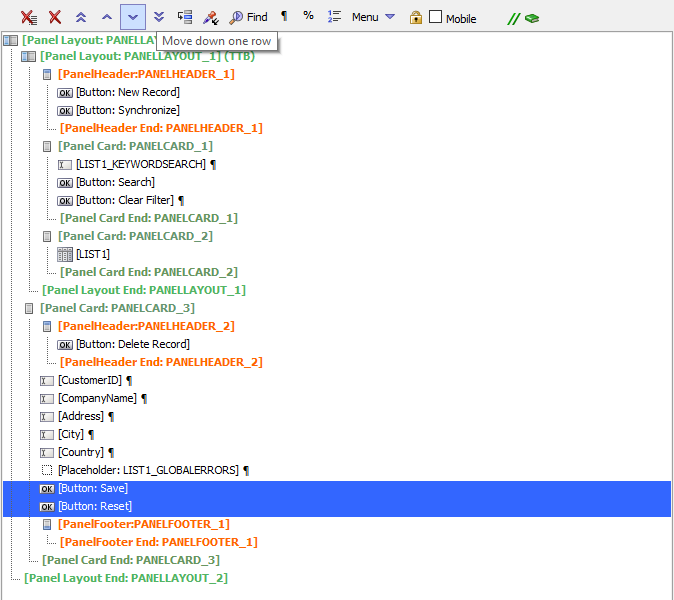 Find ¶ % Menu Mobile //
Move down one row
[Panel Layout: PANELLAY
[Panel Layout: PANELLAYOUT_1] (TTB)
[PanelHeader:PANELHEADER_1]
OK [Button: New Record]
OK [Button: Synchronize]
[PanelHeader End: PANELHEADER_1]
[Panel Card: PANELCARD_1]
[LIST1_KEYWORDSEARCH] ¶
OK [Button: Search]
OK [Button: Clear Filter] ¶
[Panel Card End: PANELCARD_1]
[Panel Card: PANELCARD_2]
[LIST1]
[Panel Card End: PANELCARD_2]
[Panel Layout End: PANELLAYOUT_1]
[Panel Card: PANELCARD_3]
[PanelHeader:PANELHEADER_2]
OK [Button: Delete Record]
[PanelHeader End: PANELHEADER_2]
[CustomerID] ¶
[CompanyName] ¶
[Address] ¶
[City] ¶
[Country] ¶
[Placeholder: LIST1_GLOBALERRORS] ¶
OK [Button: Save]
OK [Button: Reset]
[PanelFooter:PANELFOOTER_1]
[PanelFooter End: PANELFOOTER_1]
[Panel Card End: PANELCARD_3]
[Panel Layout End: PANELLAYOUT_2]